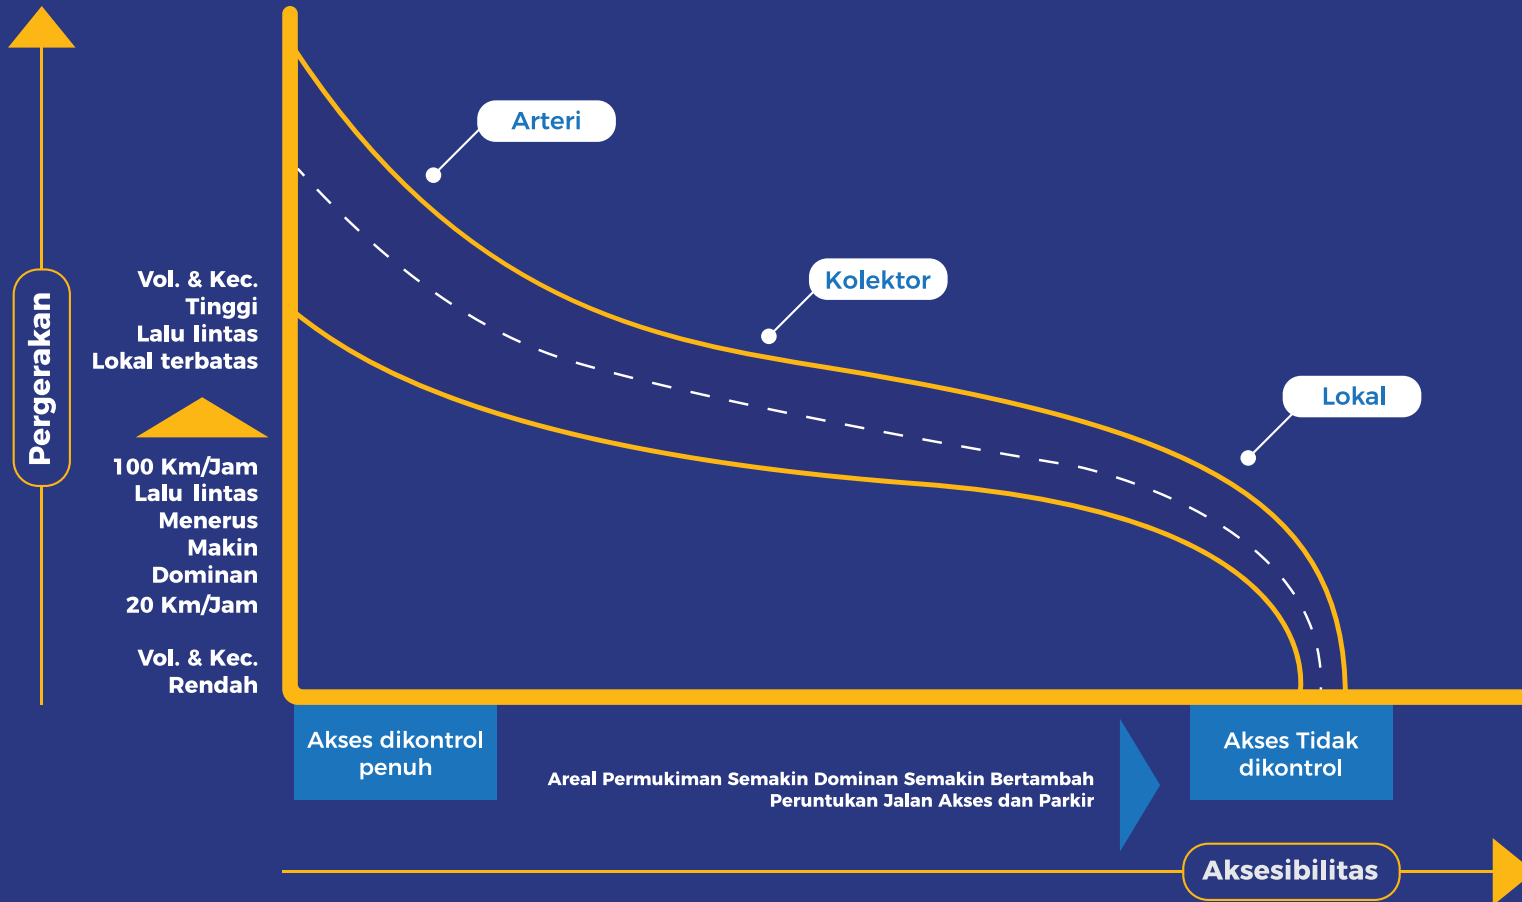 Arteri
Kolektor
Lokal
Pergerakan
Vol. & Kec.
Tinggi
Lalu lintas
Lokal terbatas
100 Km/Jam
Lalu lintas
Menerus
Makin
Dominan
20 Km/Jam
Vol. & Kec.
Rendah
Akses dikontrol
penuh
Areal Permukiman Semakin Dominan Semakin Bertambah
Peruntukan Jalan Akses dan Parkir
Akses Tidak
dikontrol
Aksesibilitas